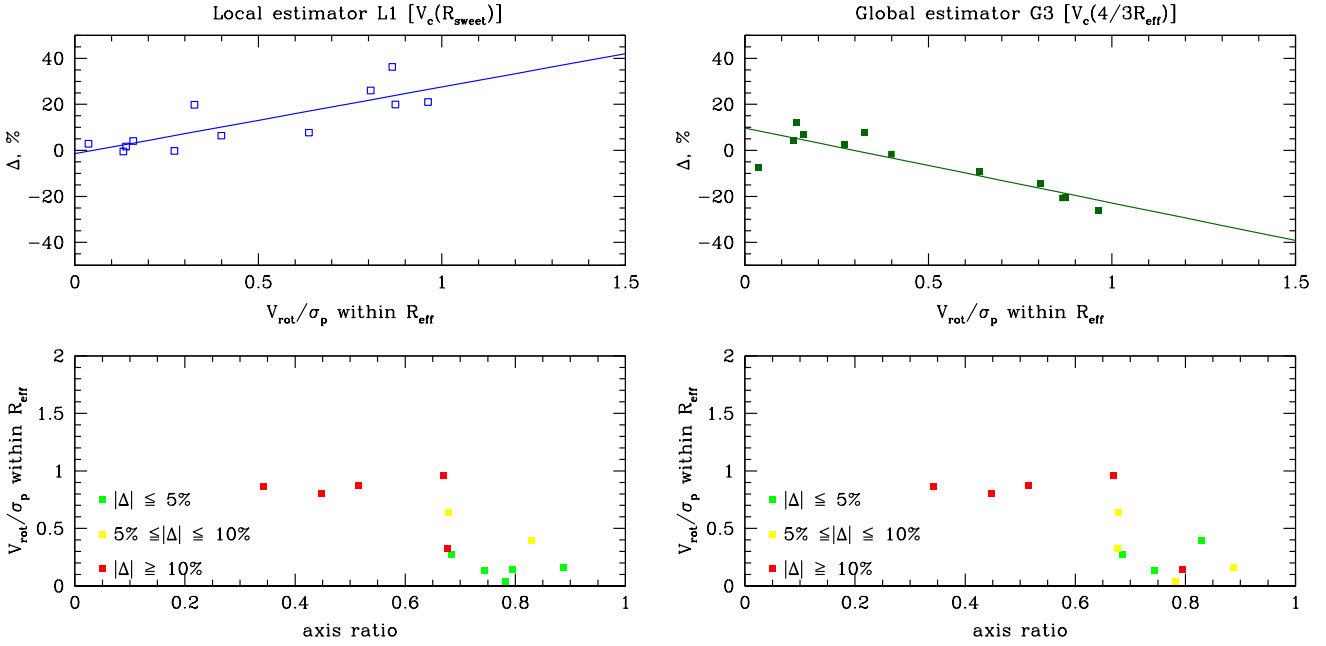 Local estimator L1 [V_c(R_sweet)]
Δ, %
40
20
0
−20
−40
0
0.5
1
1.5
V_rot/σ_p within R_eff
Global estimator G3 [V_c(4/3R_eff)]
Δ, %
40
20
0
−20
−40
0
0.5
1
1.5
V_rot/σ_p within R_eff
V_rot/σ_p within R_eff
2
1.5
1
0.5
0
|Δ| ≦ 5%
5% ≦|Δ| ≦ 10%
|Δ| ≧ 10%
0
0.2
0.4
0.6
0.8
1
axis ratio
V_rot/σ_p within R_eff
2
1.5
1
0.5
0
|Δ| ≦ 5%
5% ≦|Δ| ≦ 10%
|Δ| ≧ 10%
0
0.2
0.4
0.6
0.8
1
axis ratio